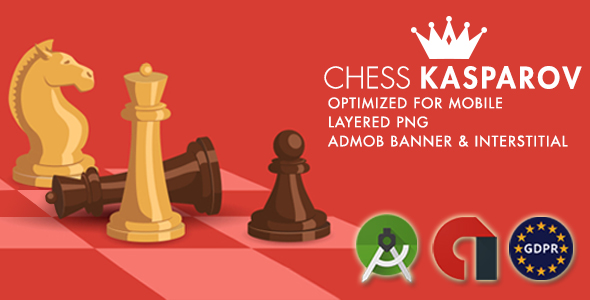 CHESS KASPAROV
OPTIMIZED FOR MOBILE
LAYERED PNG
ADMOB BANNER & INTERSTITIAL
GDPR